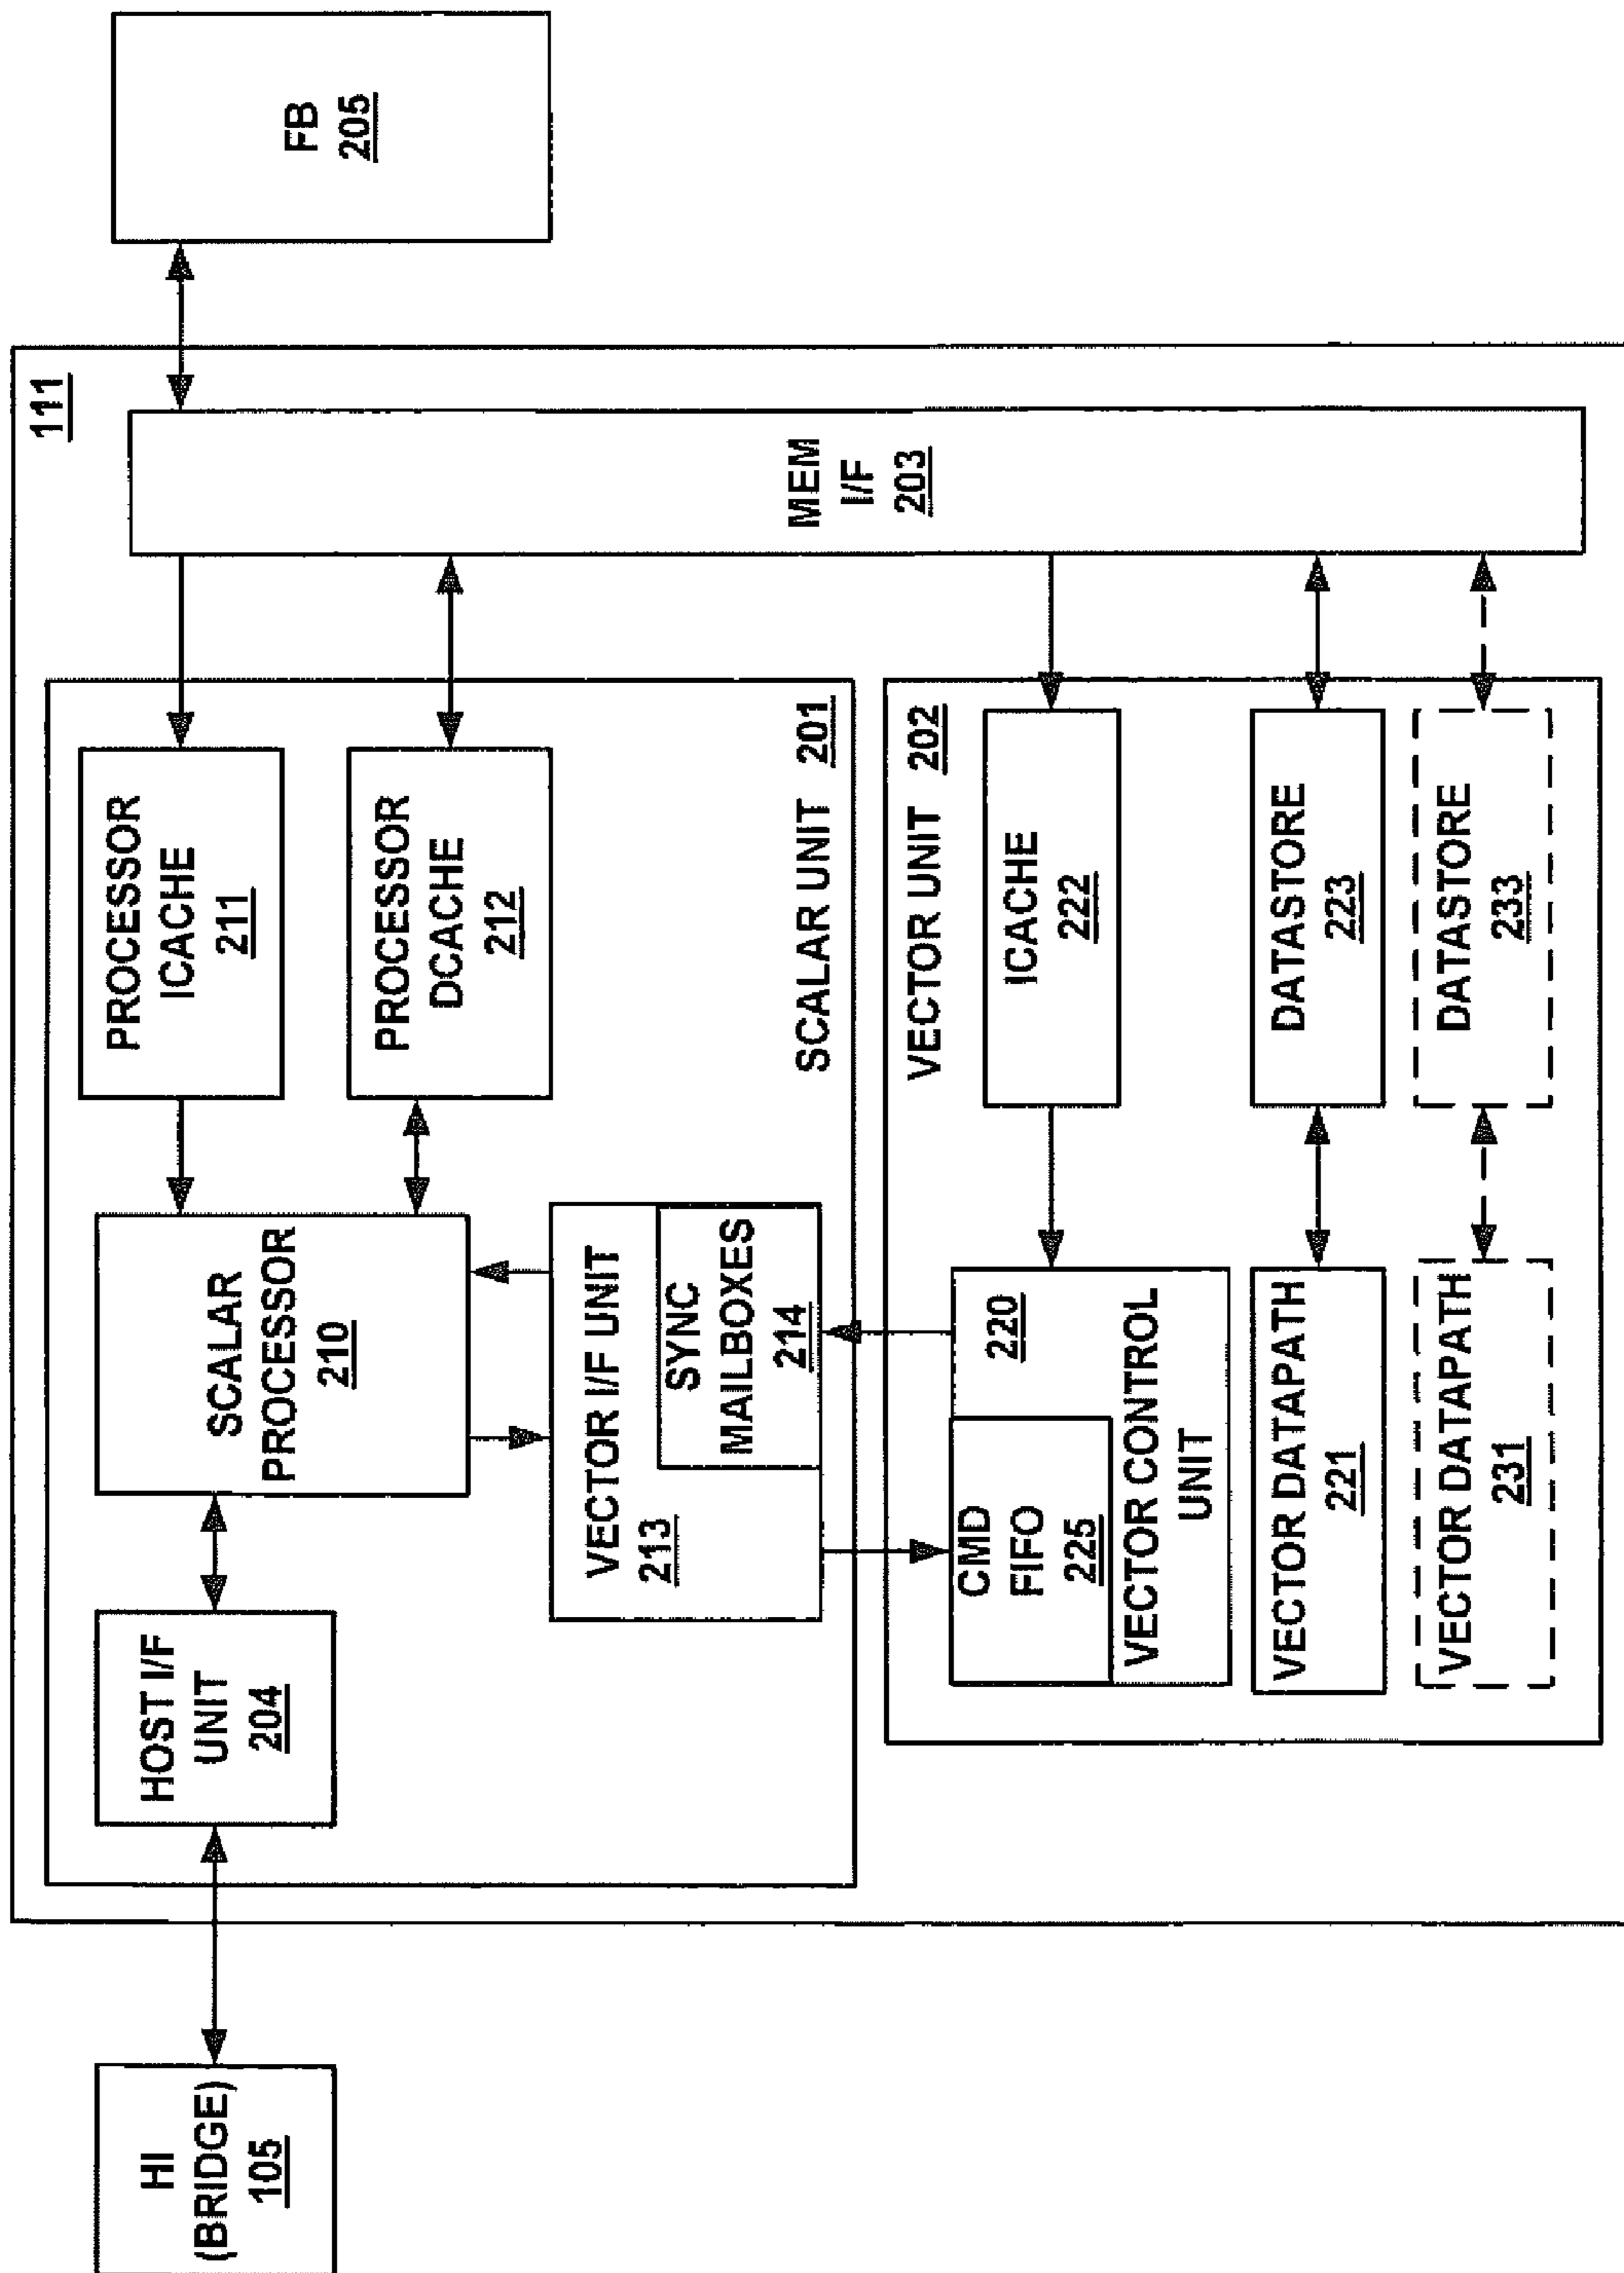 HI
(BRIDGE)
105
111
HOST I/F
UNIT
204
SCALAR
PROCESSOR
210
PROCESSOR
ICACHE
211
PROCESSOR
DCACHE
212
VECTOR I/F UNIT
213
SYNC
MAILBOXES
214
SCALAR UNIT 201
VECTOR UNIT 202
CMD
FIFO
225
220
VECTOR CONTROL
UNIT
ICACHE
222
VECTOR DATAPATH
221
DATASTORE
223
VECTOR DATAPATH
231
DATASTORE
233
MEM
I/F
203
FB
205